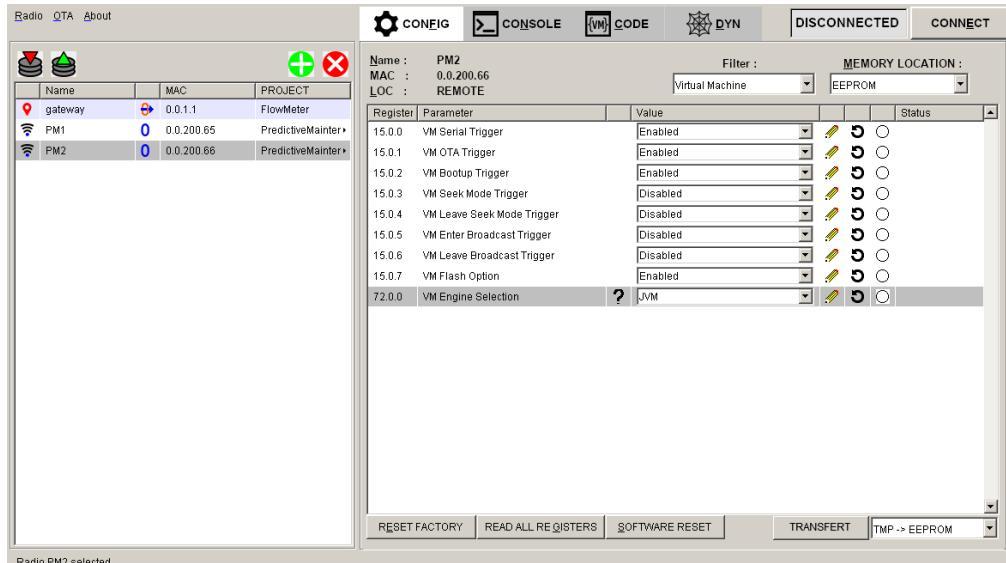 Radio OTA About
CONFIG CONSOLE {VM} CODE DYN DISCONNECTED CONNECT
Name : PM2
MAC : 0.0.200.66
LOC : REMOTE
Filter : MEMORY LOCATION :
Virtual Machine EEPROM
Name MAC PROJECT
gateway 0.0.1.1 FlowMeter
PM1 0 0.0.200.65 PredictiveMainter
PM2 0 0.0.200.66 PredictiveMainter
Register Parameter Value Status
15.0.0 VM Serial Trigger Enabled
15.0.1 VM OTA Trigger Enabled
15.0.2 VM Bootup Trigger Enabled
15.0.3 VM Seek Mode Trigger Disabled
15.0.4 VM Leave Seek Mode Trigger Disabled
15.0.5 VM Enter Broadcast Trigger Disabled
15.0.6 VM Leave Broadcast Trigger Disabled
15.0.7 VM Flash Option Enabled
72.0.0 VM Engine Selection ? JVM
RESET FACTORY READ ALL REGISTERS SOFTWARE RESET TRANSFERT TMP -> EEPROM
Radio PM2 selected